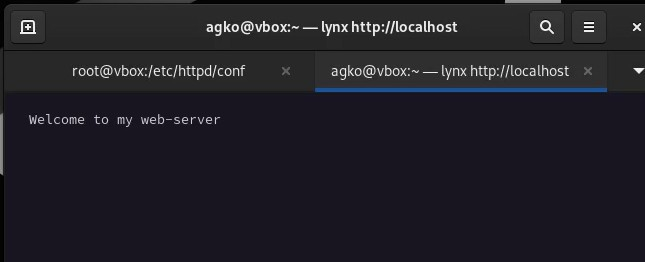 agko@vbox:~ — lynx http://localhost
root@vbox:/etc/httpd/conf
agko@vbox:~ — lynx http://localhost
Welcome to my web-server